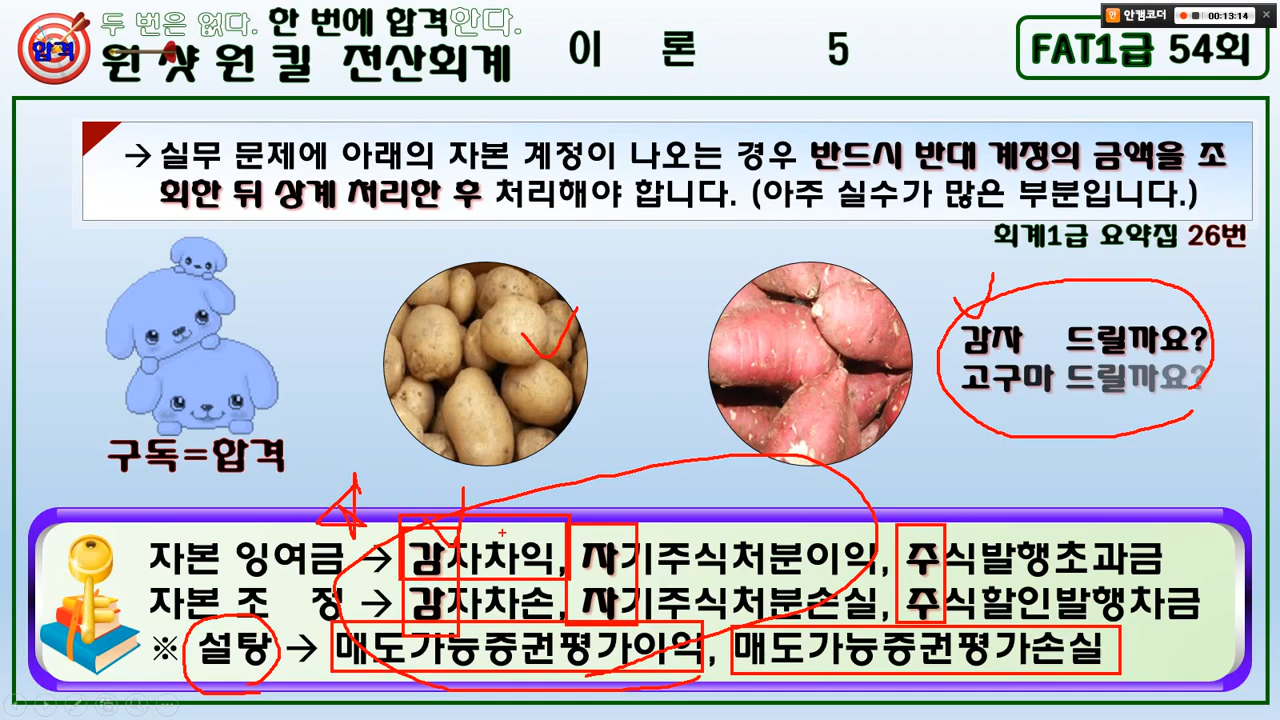 합격
두 번은 없다. 한 번에 합격한다.
원 샷 원 킬 전산회계
이 론 5
FAT1급 54회
안캠코더
00:13:14
→ 실무 문제에 아래의 자본 계정이 나오는 경우 반드시 반대 계정의 금액을 조
회한 뒤 상계 처리한 후 처리해야 합니다. (아주 실수가 많은 부분입니다.)
회계1급 요약집 26번
감자 드릴까요?
고구마 드릴까요?
구독=합격
자본 잉여금 → 감자차익, 자기주식처분이익, 주식발행초과금
자본 조 정 → 감자차손, 자기주식처분손실, 주식할인발행차금
※ 설탕 → 매도가능증권평가이익, 매도가능증권평가손실